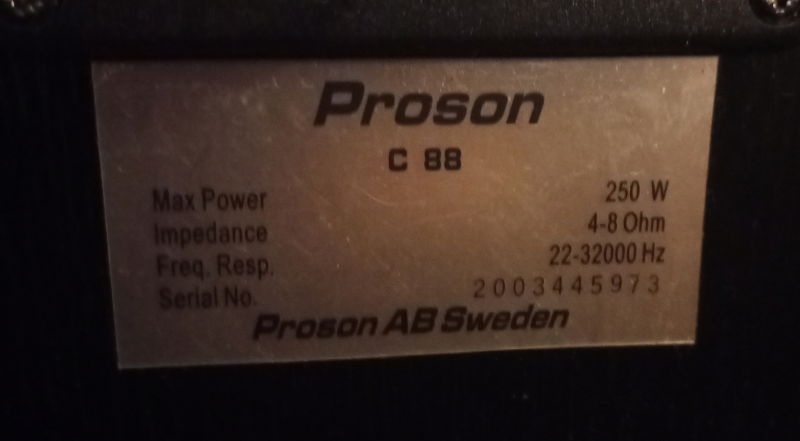 Proson
C 88
Max Power 250 W
Impedance 4-8 Ohm
Freq. Resp. 22-32000 Hz
Serial No. 2003445973
Proson AB Sweden